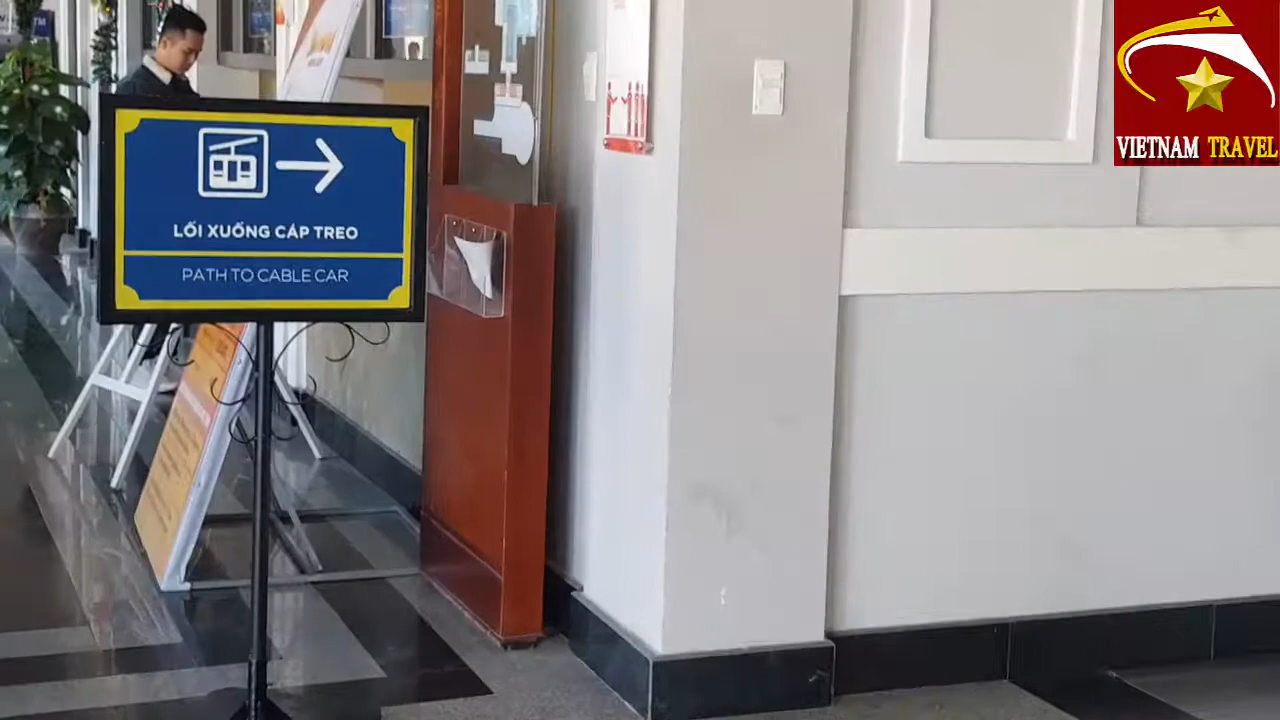 LỐI XUỐNG CÁP TREO
PATH TO CABLE CAR
VIETNAM TRAVEL